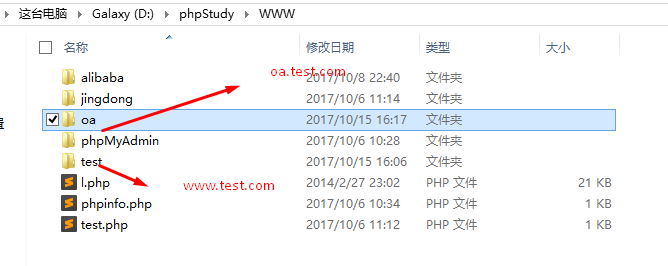 这台电脑 › Galaxy (D:) › phpStudy › WWW
名称 修改日期 类型 大小
oa.test.com
alibaba 2017/10/8 22:40 文件夹
jingdong 2017/10/6 11:14 文件夹
oa 2017/10/15 16:17 文件夹
phpMyAdmin 2017/10/6 10:28 文件夹
test 2017/10/15 16:06 文件夹
www.test.com
l.php 2014/2/27 23:02 PHP 文件 21 KB
phpinfo.php 2017/10/6 10:34 PHP 文件 1 KB
test.php 2017/10/6 11:12 PHP 文件 1 KB